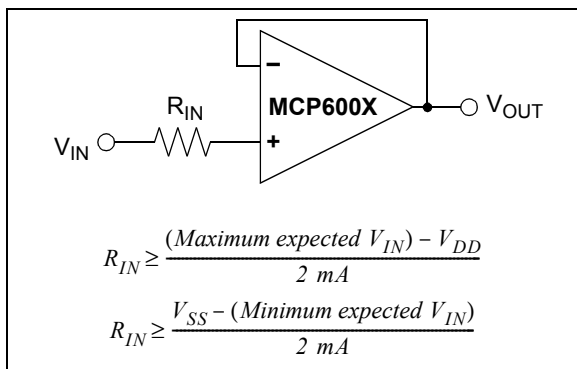 −
R_IN
MCP600X
V_OUT
V_IN
+
R_IN ≥ (Maximum expected V_IN) – V_DD / 2 mA
R_IN ≥ V_SS – (Minimum expected V_IN) / 2 mA